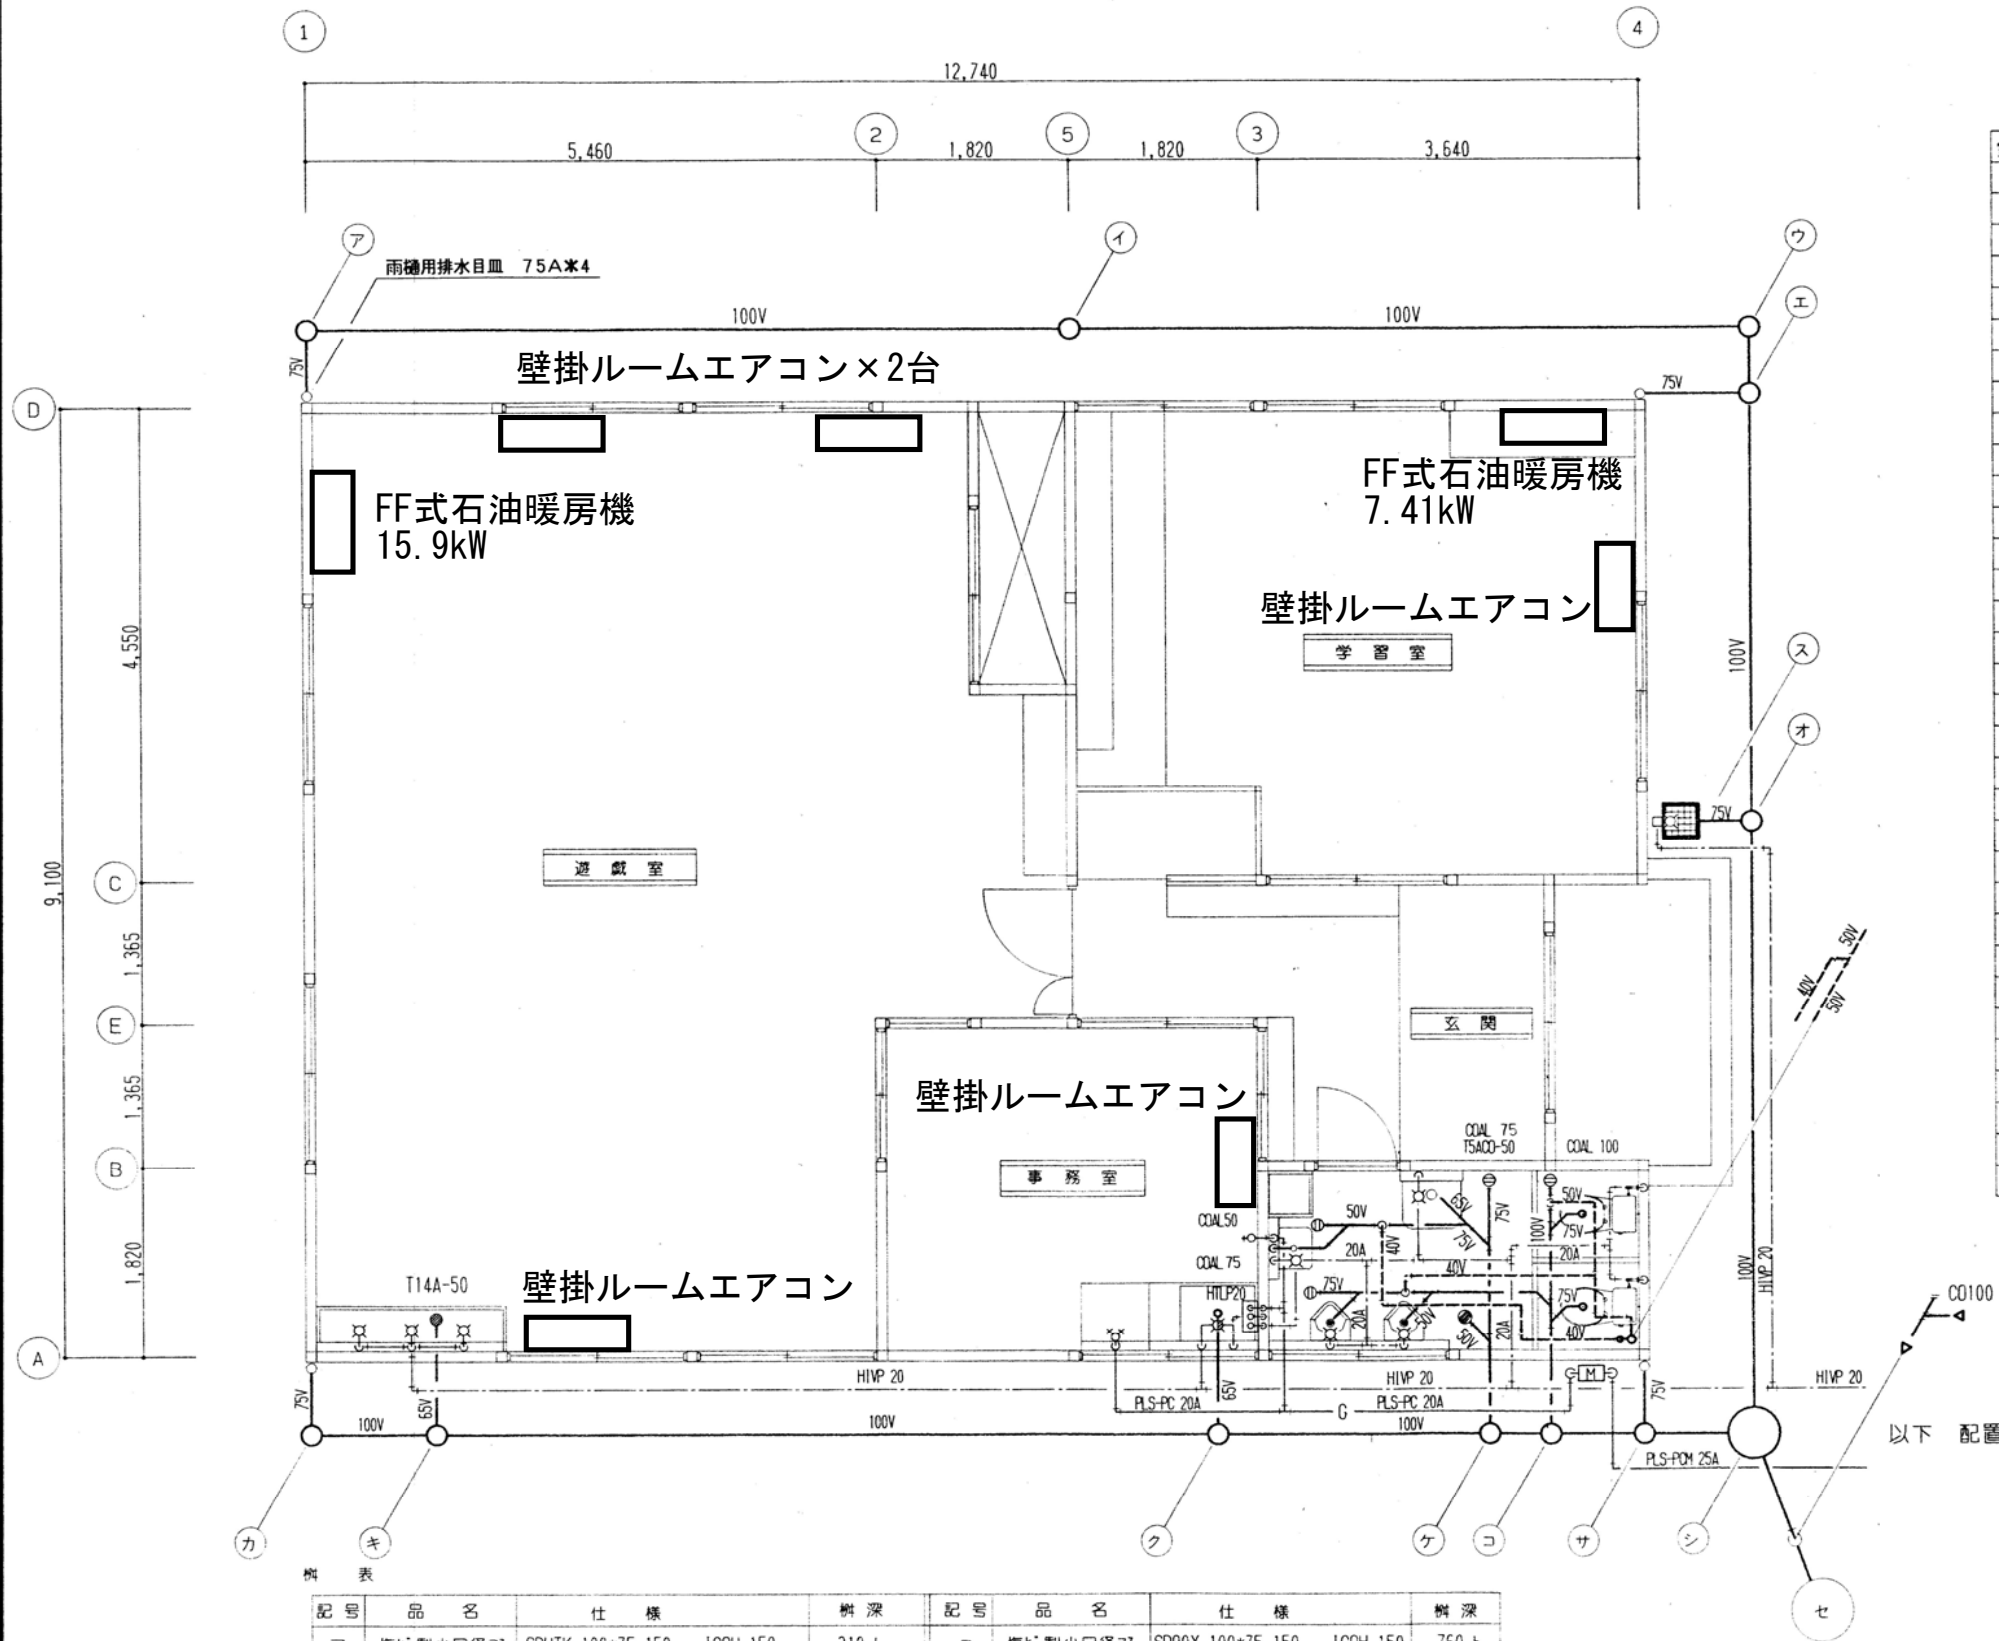 1
4
12,740
2
5
3
5,460
1,820
1,820
3,640
ア
イ
ウ
エ
雨樋用排水目皿 75A※4
100V
100V
75V
75V
壁掛ルームエアコン×2台
D
FF式石油暖房機
15.9kW
FF式石油暖房機
7.41kW
壁掛ルームエアコン
学習室
4,550
100V
ス
オ
75V
遊戯室
9,100
C
1,365
50V
40V
50V
E
玄関
1,365
壁掛ルームエアコン
COAL 75
T5ACO-50
COAL 100
B
事務室
COAL50
50V
65V
75V
75V
40V
100V
50V
75V
20A
20A
1,820
COAL 75
40V
100V
HIVP 20
T14A-50
壁掛ルームエアコン
HTLP20
75V
20A
50V
50V
20A
75V
40V
CO100
A
HIVP 20
HIVP 20
HIVP 20
M
75V
65V
PLS-PC 20A
65V
G
PLS-PC 20A
75V
100V
100V
100V
以下 配置
PLS-PCM 25A
カ
キ
ク
ケ
コ
サ
シ
セ
桝表
記号 品名 仕様 桝深 記号 品名 仕様 桝深